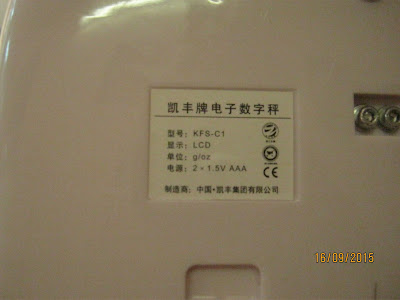 凯丰牌电子数字秤
型号: KFS-C1
显示: LCD
单位: g/oz
电源: 2×1.5V AAA
CE
制造商: 中国·凯丰集团有限公司
16/09/2015